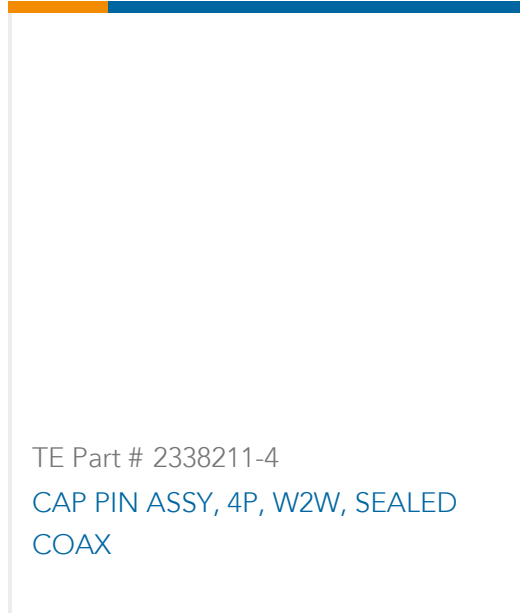 TE Part # 2338211-4
CAP PIN ASSY, 4P, W2W, SEALED
COAX